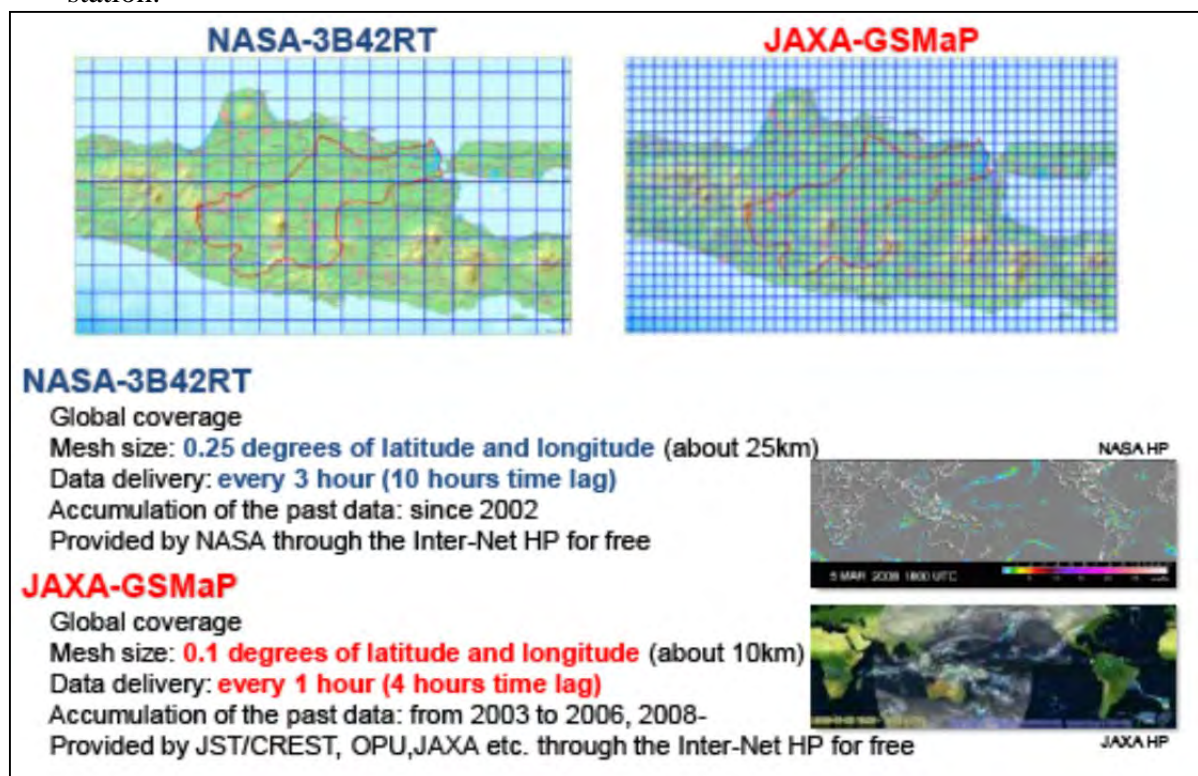 station.
NASA-3B42RT
JAXA-GSMaP
NASA-3B42RT
Global coverage
Mesh size: 0.25 degrees of latitude and longitude (about 25km)
Data delivery: every 3 hour (10 hours time lag)
Accumulation of the past data: since 2002
Provided by NASA through the Inter-Net HP for free
NASA HP
JAXA-GSMaP
Global coverage
Mesh size: 0.1 degrees of latitude and longitude (about 10km)
Data delivery: every 1 hour (4 hours time lag)
Accumulation of the past data: from 2003 to 2006, 2008-
Provided by JST/CREST, OPU,JAXA etc. through the Inter-Net HP for free
JAXA HP